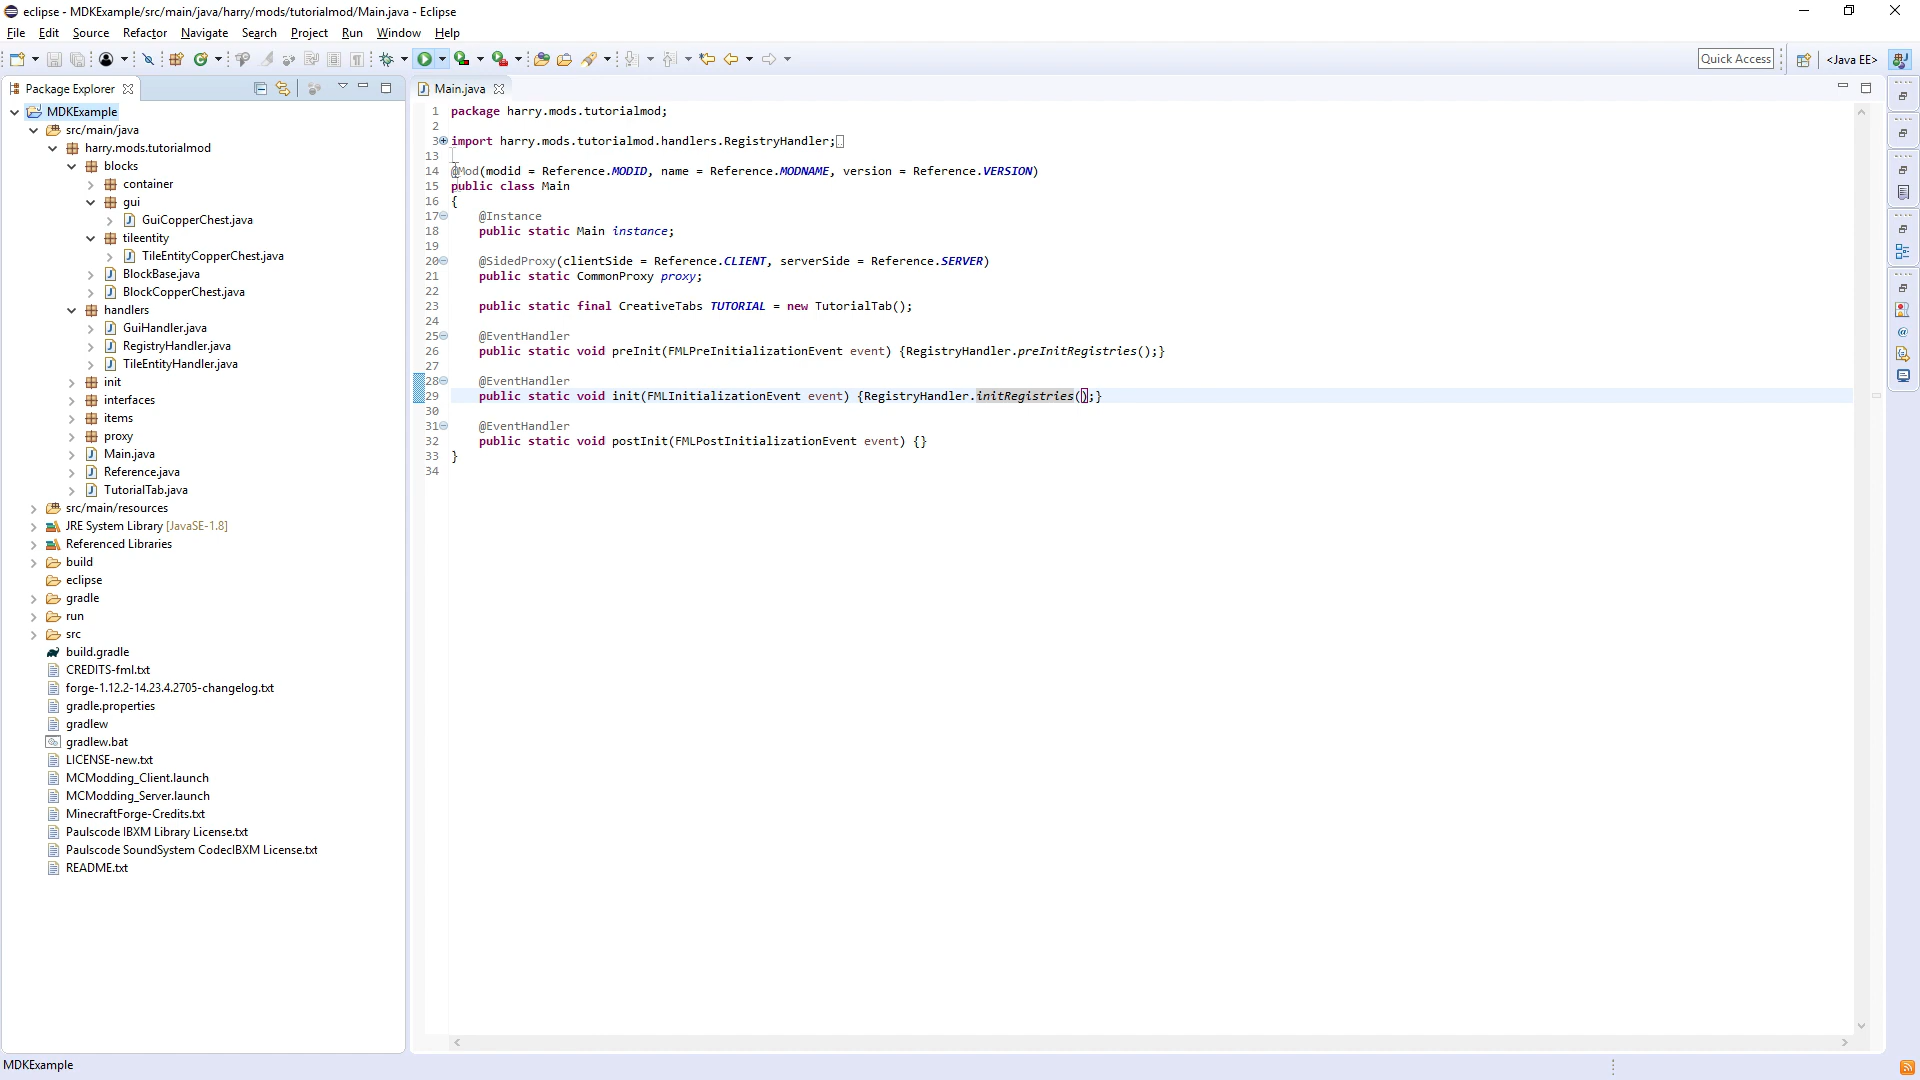 eclipse - MDKExample/src/main/java/harry/mods/tutorialmod/Main.java - Eclipse
File Edit Source Refactor Navigate Search Project Run Window Help
Quick Access <Java EE>
Package Explorer
MDKExample
src/main/java
harry.mods.tutorialmod
blocks
container
gui
GuiCopperChest.java
tileentity
TileEntityCopperChest.java
BlockBase.java
BlockCopperChest.java
handlers
GuiHandler.java
RegistryHandler.java
TileEntityHandler.java
init
interfaces
items
proxy
Main.java
Reference.java
TutorialTab.java
src/main/resources
JRE System Library [JavaSE-1.8]
Referenced Libraries
build
eclipse
gradle
run
src
build.gradle
CREDITS-fml.txt
forge-1.12.2-14.23.4.2705-changelog.txt
gradle.properties
gradlew
gradlew.bat
LICENSE-new.txt
MCModding_Client.launch
MCModding_Server.launch
MinecraftForge-Credits.txt
Paulscode IBXM Library License.txt
Paulscode SoundSystem CodecIBXM License.txt
README.txt
Main.java
1 package harry.mods.tutorialmod;
2
3 import harry.mods.tutorialmod.handlers.RegistryHandler;
13
14 @Mod(modid = Reference.MODID, name = Reference.MODNAME, version = Reference.VERSION)
15 public class Main
16 {
17 @Instance
18 public static Main instance;
19
20 @SidedProxy(clientSide = Reference.CLIENT, serverSide = Reference.SERVER)
21 public static CommonProxy proxy;
22
23 public static final CreativeTabs TUTORIAL = new TutorialTab();
24
25 @EventHandler
26 public static void preInit(FMLPreInitializationEvent event) {RegistryHandler.preInitRegistries();}
27
28 @EventHandler
29 public static void init(FMLInitializationEvent event) {RegistryHandler.initRegistries();}
30
31 @EventHandler
32 public static void postInit(FMLPostInitializationEvent event) {}
33 }
34
MDKExample